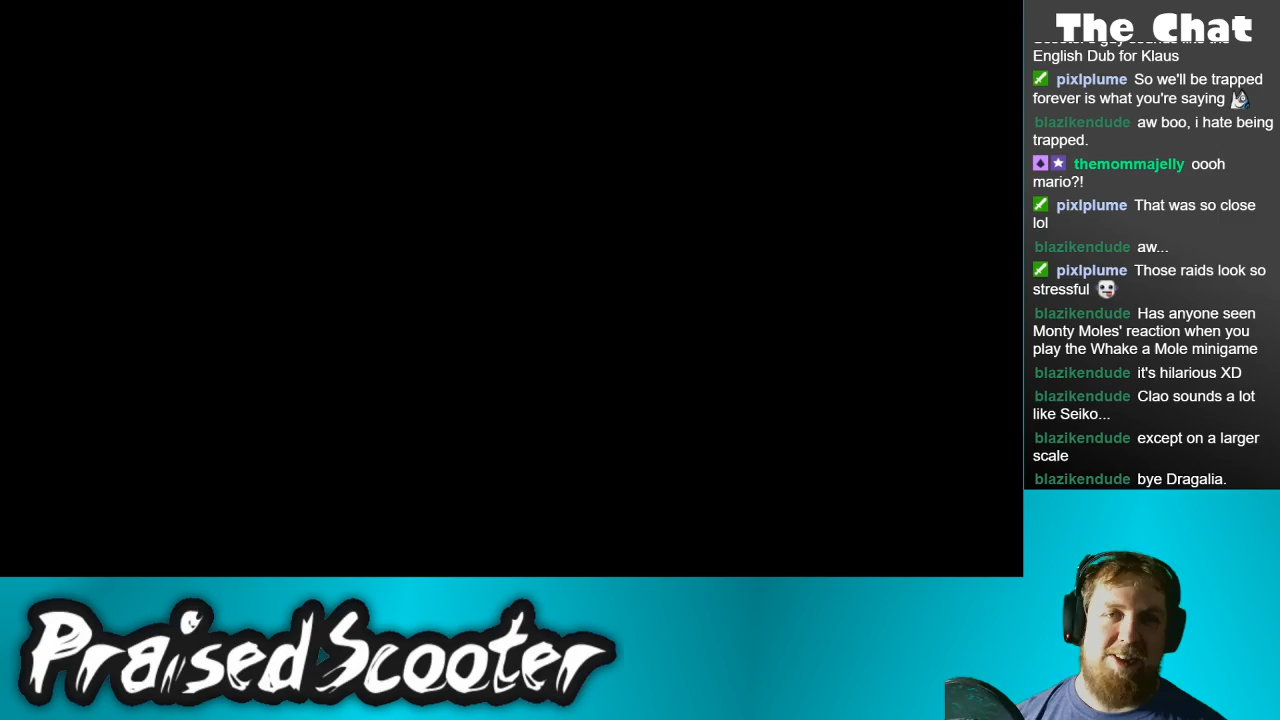 The Chat
English Dub for Klaus
pixlplume So we'll be trapped
forever is what you're saying
blazikendude aw boo, i hate being
trapped.
themommajelly oooh
mario?!
pixlplume That was so close
lol
blazikendude aw...
pixlplume Those raids look so
stressful
blazikendude Has anyone seen
Monty Moles' reaction when you
play the Whake a Mole minigame
blazikendude it's hilarious XD
blazikendude Clao sounds a lot
like Seiko...
blazikendude except on a larger
scale
blazikendude bye Dragalia.
PraisedScooter